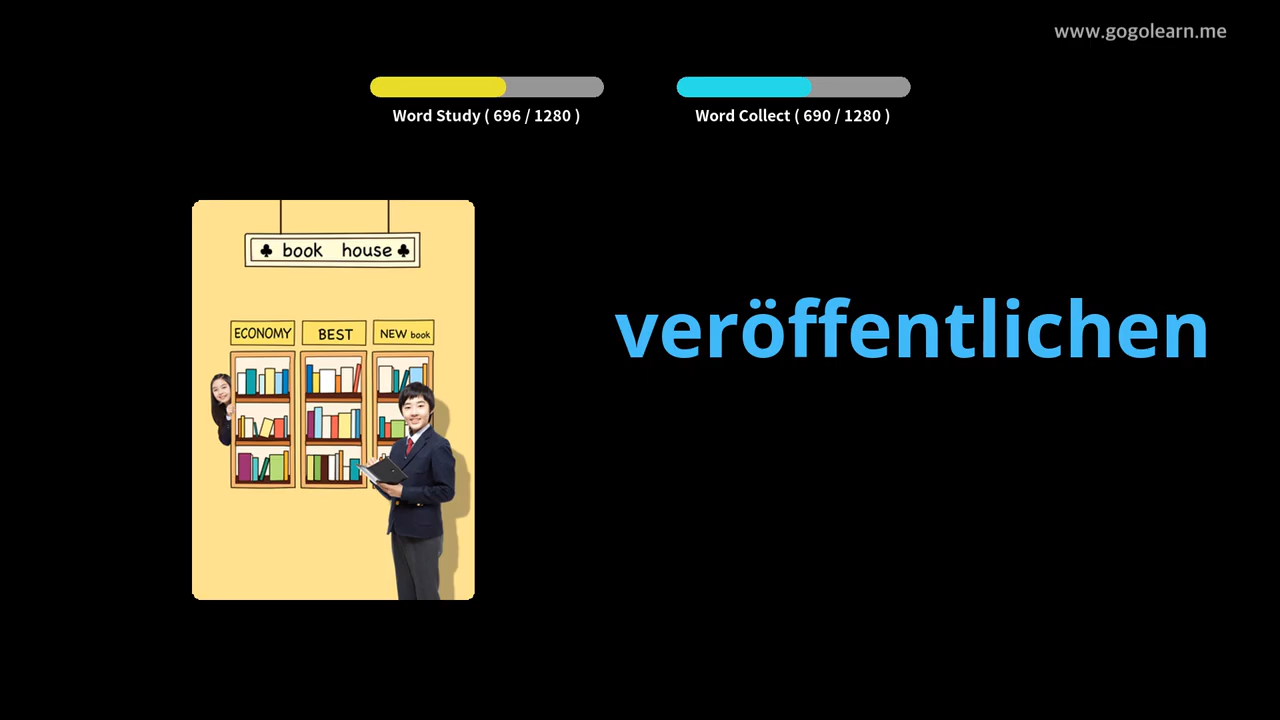 www.gogolearn.me
Word Study ( 696 / 1280 )
Word Collect ( 690 / 1280 )
♣ book house ♣
ECONOMY
BEST
NEW book
veröffentlichen